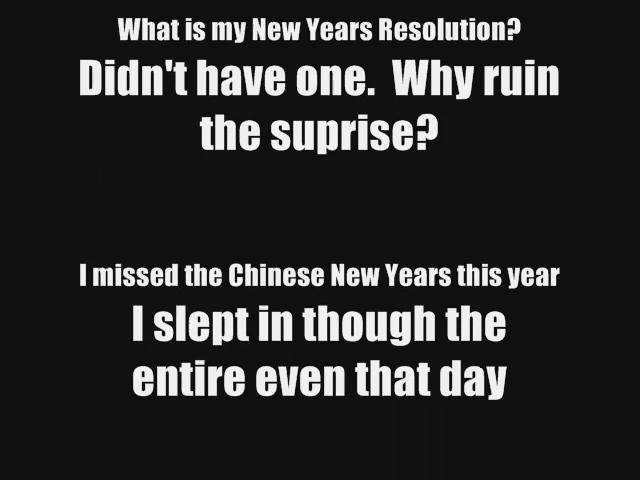 What is my New Years Resolution?
Didn't have one.  Why ruin
the suprise?
I missed the Chinese New Years this year
I slept in though the
entire even that day